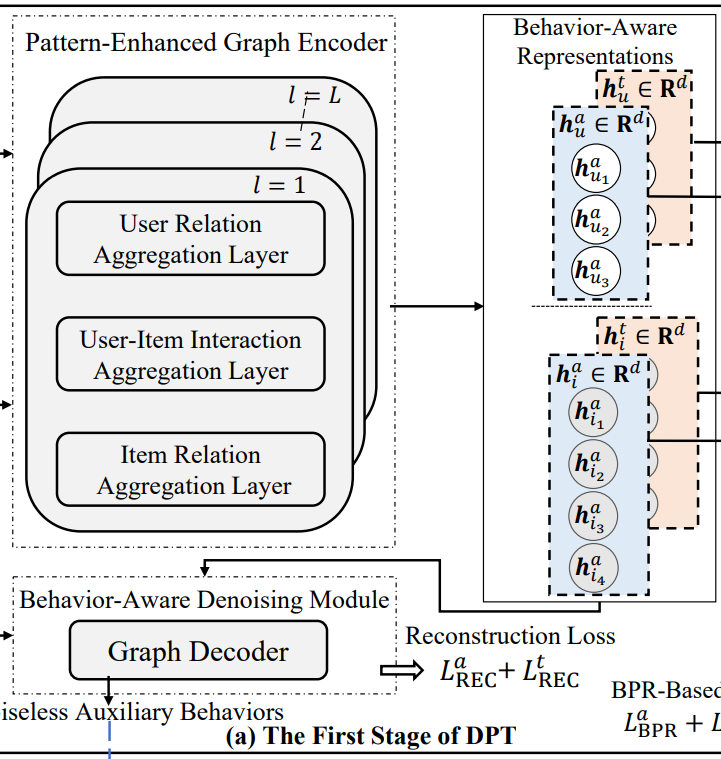 Pattern-Enhanced Graph Encoder
l = L
l = 2
l = 1
User Relation
Aggregation Layer
User-Item Interaction
Aggregation Layer
Item Relation
Aggregation Layer
Behavior-Aware
Representations
h_u^t ∈ R^d
h_u^a ∈ R^d
h_{u_1}^a
h_{u_2}^a
h_{u_3}^a
h_i^t ∈ R^d
h_i^a ∈ R^d
h_{i_1}^a
h_{i_2}^a
h_{i_3}^a
h_{i_4}^a
Behavior-Aware Denoising Module
Graph Decoder
Reconstruction Loss
L_REC^a + L_REC^t
iseless Auxiliary Behaviors
BPR-Based
L_BPR^a + L
(a) The First Stage of DPT